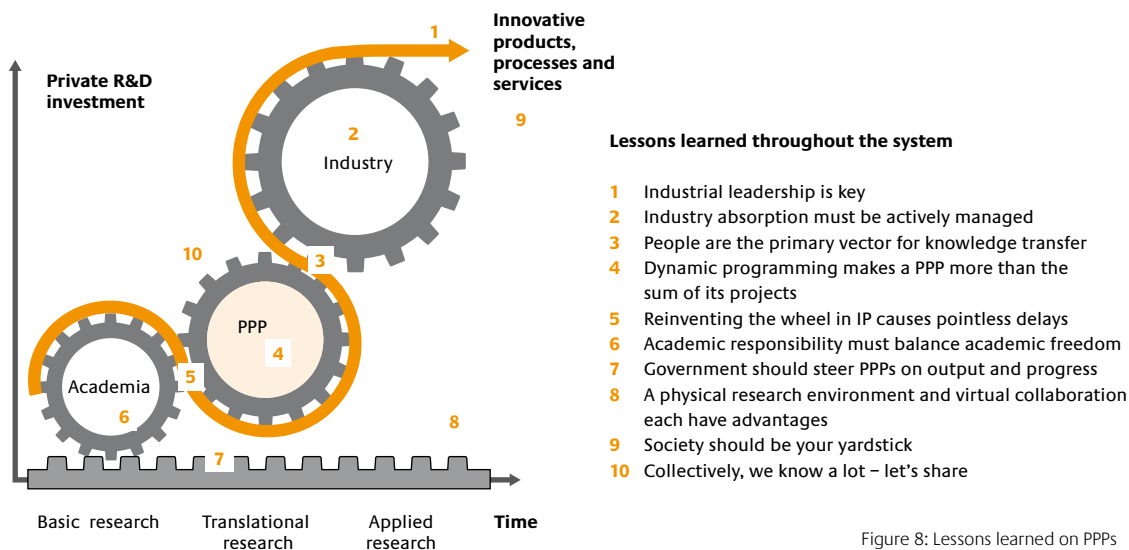 Private R&D
investment
1
Innovative
products,
processes and
services
9
2
Industry
10
3
PPP
4
Academia
5
6
8
7
Basic research
Translational
research
Applied
research
Time
Lessons learned throughout the system
1 Industrial leadership is key
2 Industry absorption must be actively managed
3 People are the primary vector for knowledge transfer
4 Dynamic programming makes a PPP more than the
sum of its projects
5 Reinventing the wheel in IP causes pointless delays
6 Academic responsibility must balance academic freedom
7 Government should steer PPPs on output and progress
8 A physical research environment and virtual collaboration
each have advantages
9 Society should be your yardstick
10 Collectively, we know a lot – let's share
Figure 8: Lessons learned on PPPs